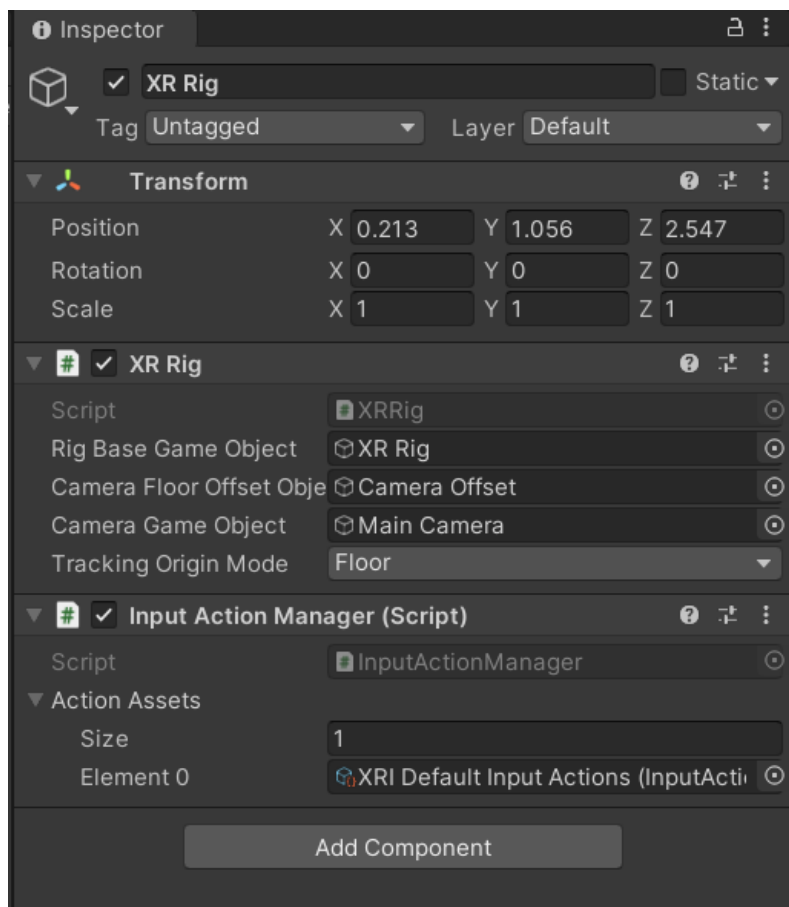 Inspector
XR Rig Static
Tag Untagged Layer Default
Transform
Position X 0.213 Y 1.056 Z 2.547
Rotation X 0 Y 0 Z 0
Scale X 1 Y 1 Z 1
# XR Rig
Script # XRRig
Rig Base Game Object XR Rig
Camera Floor Offset Obje Camera Offset
Camera Game Object Main Camera
Tracking Origin Mode Floor
# Input Action Manager (Script)
Script # InputActionManager
Action Assets
Size 1
Element 0 XRI Default Input Actions (InputActi
Add Component